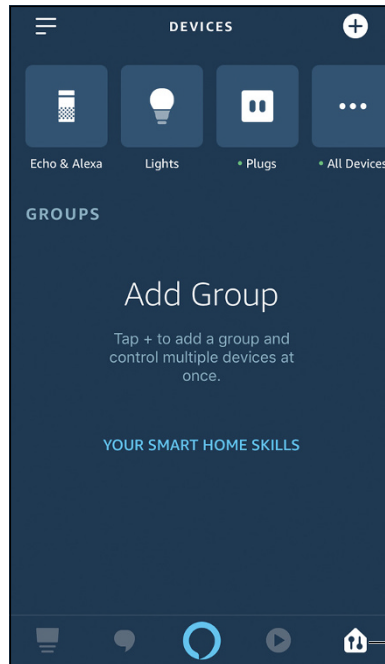 DEVICES
Echo & Alexa Lights • Plugs • All Devices
GROUPS
Add Group
Tap + to add a group and
control multiple devices at
once.
YOUR SMART HOME SKILLS